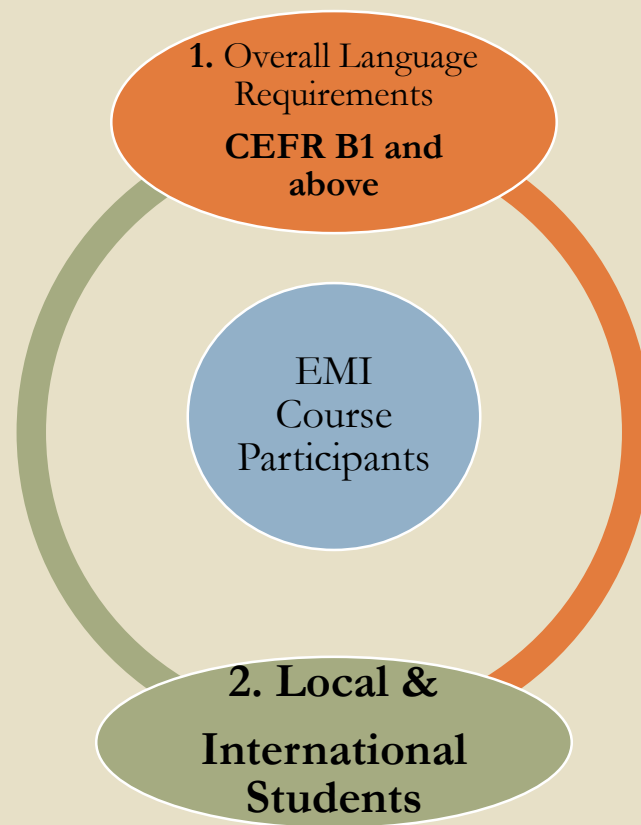 1. Overall Language
Requirements
CEFR B1 and
above
EMI
Course
Participants
2. Local &
International
Students